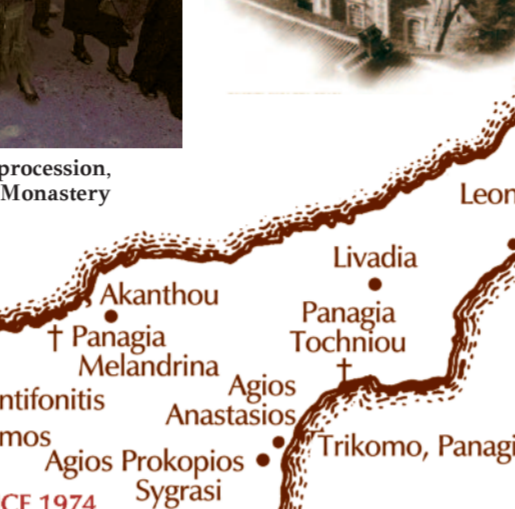 procession,
Monastery
Leon
Livadia
Akanthou
Panagia
Tochniou
Panagia
Melandrina
Agios
Anastasios
ntifonitis
mos
Trikomo, Panagi
Agios Prokopios
Sygrasi
CE 1974